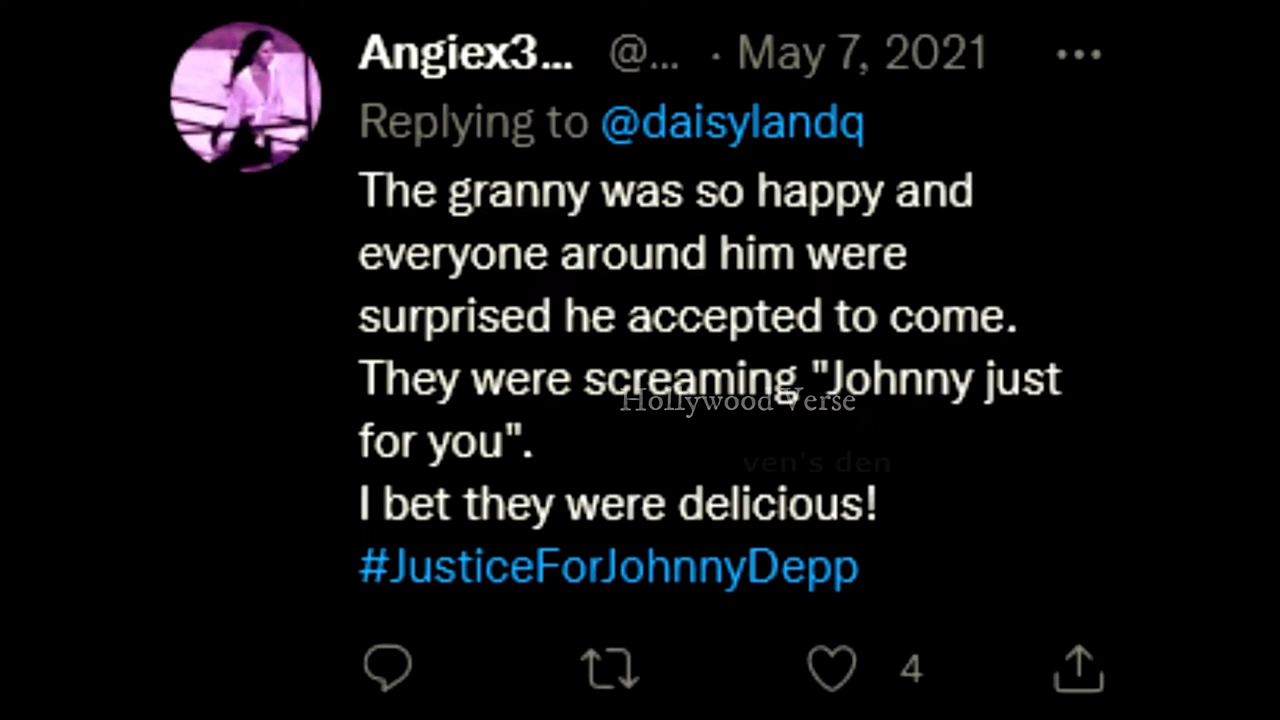 Angiex3... @... · May 7, 2021 ···
Replying to @daisylandq
The granny was so happy and
everyone around him were
surprised he accepted to come.
They were screaming "Johnny just
Hollywood Verse
for you".
ven's den
I bet they were delicious!
#JusticeForJohnnyDepp
4